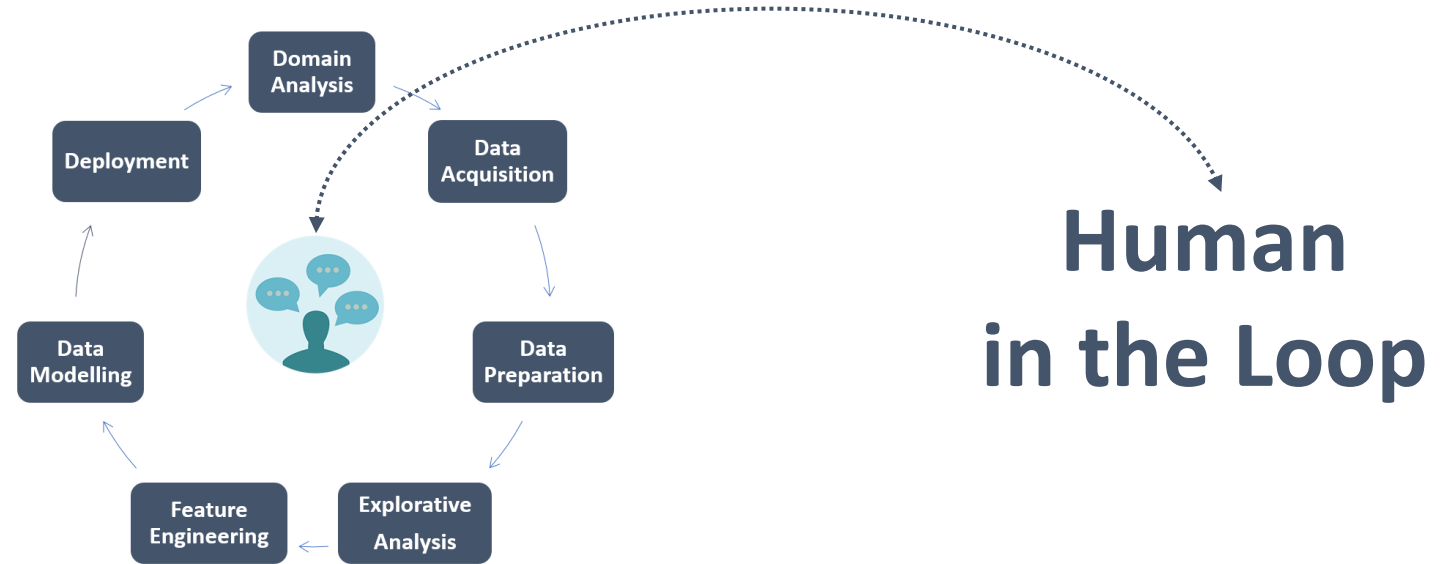 Domain
Analysis
Data
Acquisition
Data
Preparation
Explorative
Analysis
Feature
Engineering
Data
Modelling
Deployment
Human
in the Loop